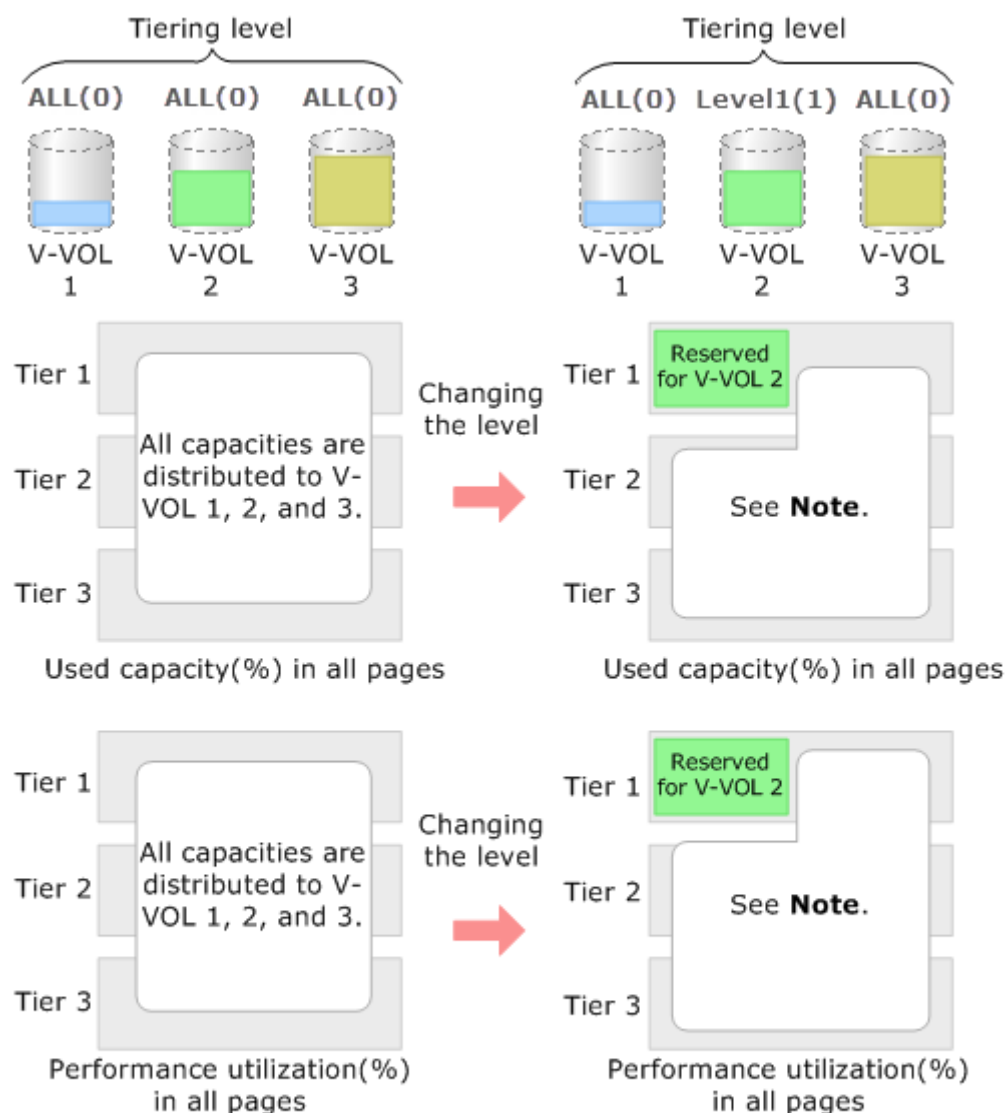 Tiering level
ALL(0) ALL(0) ALL(0)
V-VOL 1
V-VOL 2
V-VOL 3
Tiering level
ALL(0) Level1(1) ALL(0)
V-VOL 1
V-VOL 2
V-VOL 3
Tier 1
Tier 2
Tier 3
All capacities are
distributed to V-
VOL 1, 2, and 3.
Used capacity(%) in all pages
Changing
the level
Tier 1
Tier 2
Tier 3
Reserved
for V-VOL 2
See Note.
Used capacity(%) in all pages
Tier 1
Tier 2
Tier 3
All capacities are
distributed to V-
VOL 1, 2, and 3.
Performance utilization(%)
in all pages
Changing
the level
Tier 1
Tier 2
Tier 3
Reserved
for V-VOL 2
See Note.
Performance utilization(%)
in all pages